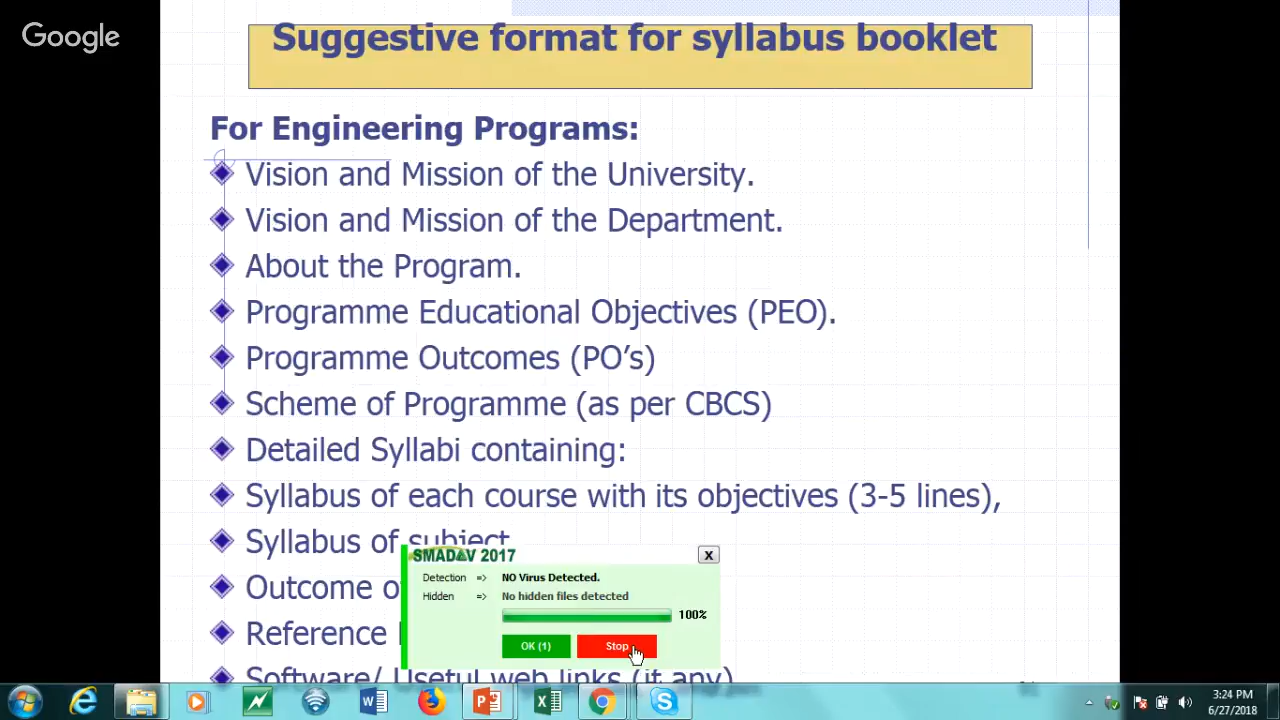 Google
Suggestive format for syllabus booklet
For Engineering Programs:
Vision and Mission of the University.
Vision and Mission of the Department.
About the Program.
Programme Educational Objectives (PEO).
Programme Outcomes (PO’s)
Scheme of Programme (as per CBCS)
Detailed Syllabi containing:
Syllabus of each course with its objectives (3-5 lines),
Syllabus of subject
Outcome o
Reference
Software/ Useful web links (if any)
SMADAV 2017
X
Detection => NO Virus Detected.
Hidden => No hidden files detected
100%
OK (1) Stop
3:24 PM
6/27/2018